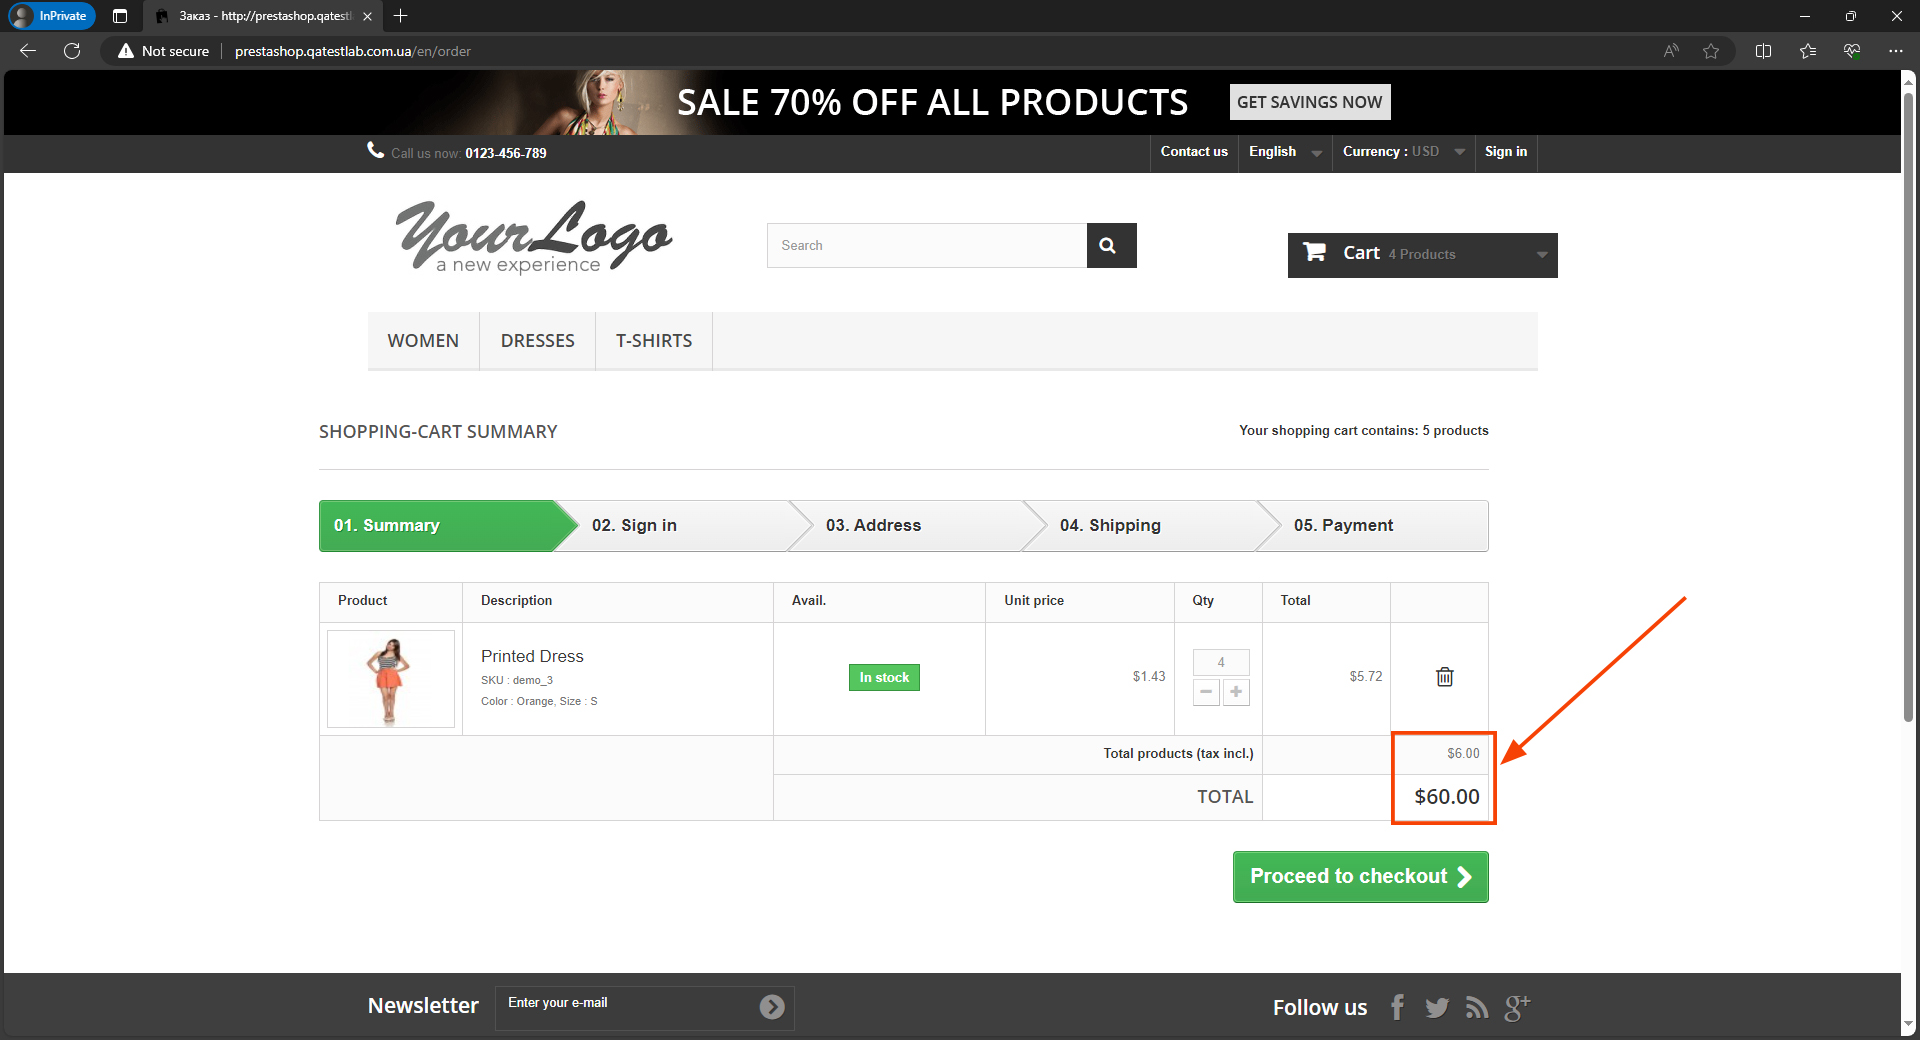 InPrivate
Заказ - http://prestashop.qatestl
Not secure
prestashop.qatestlab.com.ua/en/order
SALE 70% OFF ALL PRODUCTS
GET SAVINGS NOW
Call us now: 0123-456-789
Contact us
English
Currency : USD
Sign in
YourLogo
a new experience
Search
Cart 4 Products
WOMEN
DRESSES
T-SHIRTS
SHOPPING-CART SUMMARY
Your shopping cart contains: 5 products
01. Summary
02. Sign in
03. Address
04. Shipping
05. Payment
Product
Description
Avail.
Unit price
Qty
Total
Printed Dress
SKU : demo_3
Color : Orange, Size : S
In stock
$1.43
4
$5.72
Total products (tax incl.)
$6.00
TOTAL
$60.00
Proceed to checkout
Newsletter
Enter your e-mail
Follow us